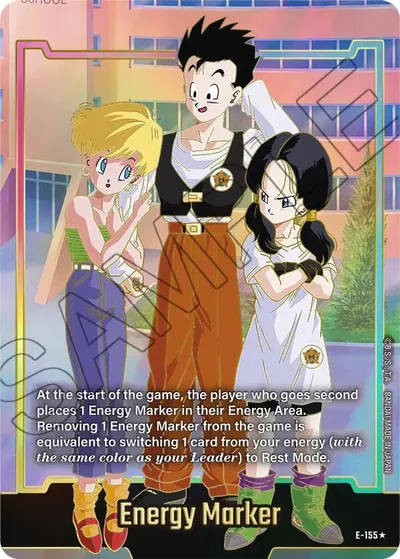 SCHOOL
SAMPLE
At the start of the game, the player who goes second
places 1 Energy Marker in their Energy Area.
Removing 1 Energy Marker from the game is
equivalent to switching 1 card from your energy (with
the same color as your Leader) to Rest Mode.
©B.S./S.,T.A. BANDAI MADE IN JAPAN
Energy Marker
E-155★